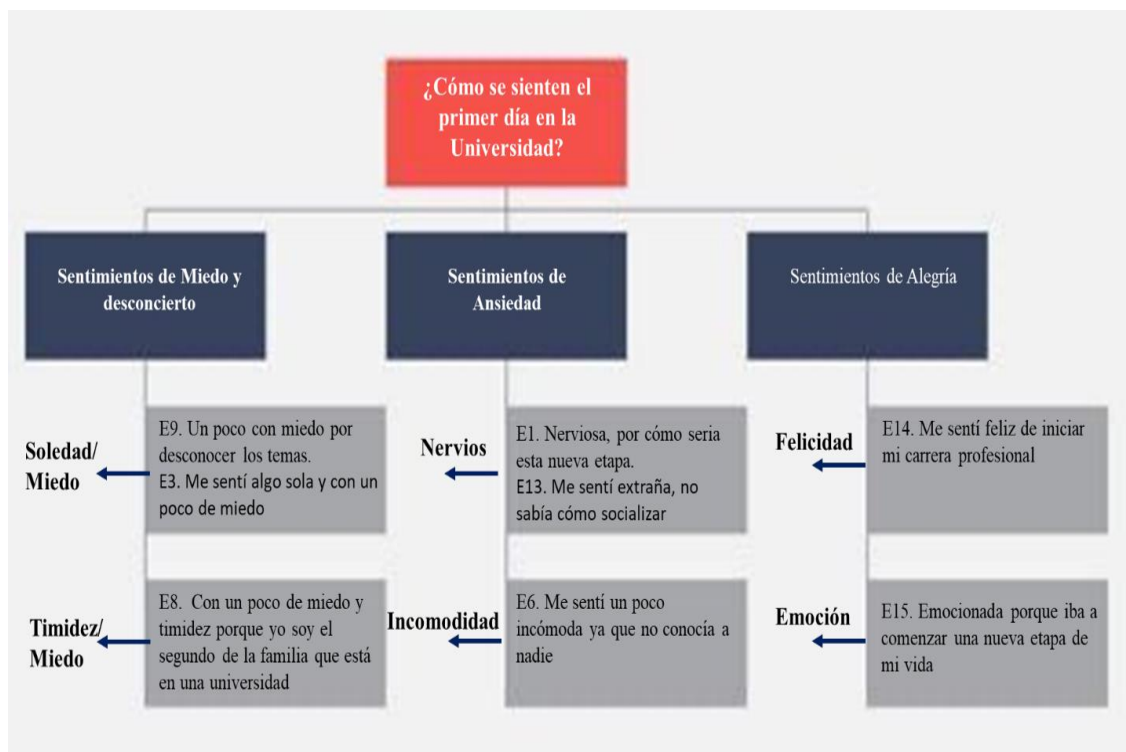 ¿Cómo se sienten el
primer día en la
Universidad?
Sentimientos de Miedo y
desconcierto
Sentimientos de
Ansiedad
Sentimientos de Alegría
Soledad/
Miedo
E9. Un poco con miedo por
desconocer los temas.
E3. Me sentí algo sola y con un
poco de miedo
Nervios
E1. Nerviosa, por cómo seria
esta nueva etapa.
E13. Me sentí extraña, no
sabía cómo socializar
Felicidad
E14. Me sentí feliz de iniciar
mi carrera profesional
Timidez/
Miedo
E8. Con un poco de miedo y
timidez porque yo soy el
segundo de la familia que está
en una universidad
Incomodidad
E6. Me sentí un poco
incómoda ya que no conocía a
nadie
Emoción
E15. Emocionada porque iba a
comenzar una nueva etapa de
mi vida